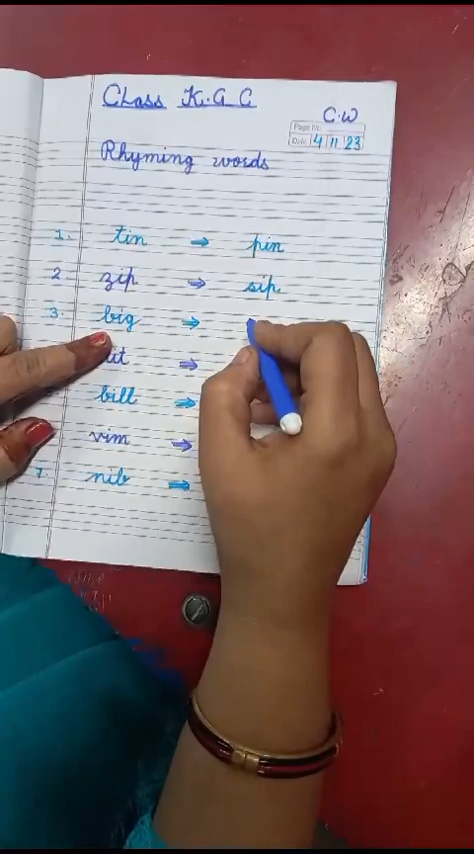 Class K.G C
C.W
Page No.
Date 4 11 23
Rhyming words
1. tin ⇒ pin
2. zip ⇒ sip
3. big ⇒
⇒
bill ⇒
vim ⇒
7. nib ⇒